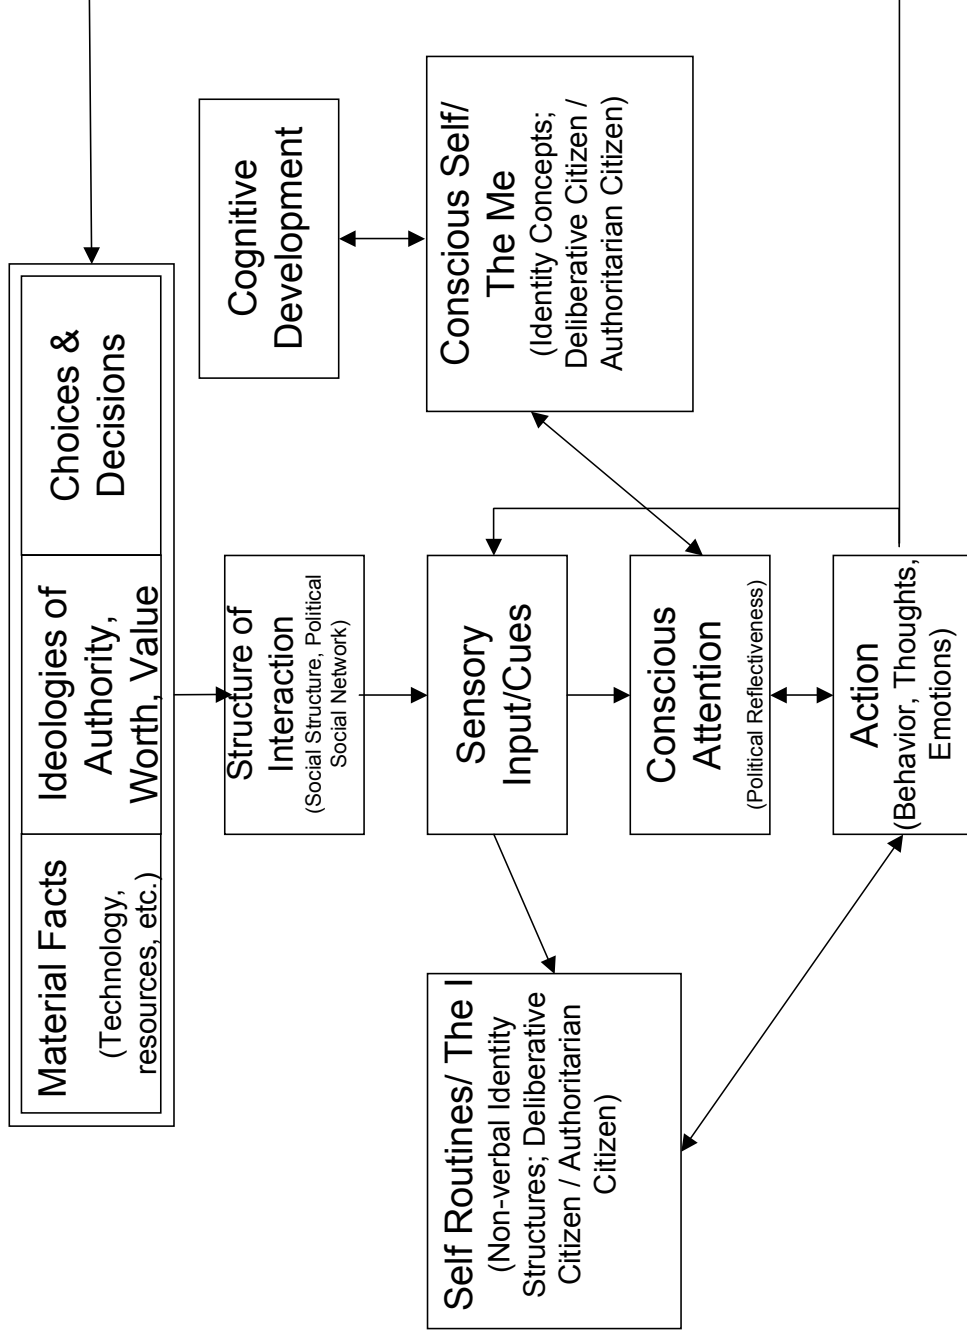 Material Facts
(Technology,
resources, etc.)
Ideologies of
Authority,
Worth, Value
Choices &
Decisions
Structure of
Interaction
(Social Structure, Political
Social Network)
Cognitive
Development
Self Routines/ The I
(Non-verbal Identity
Structures; Deliberative
Citizen / Authoritarian
Citizen)
Sensory
Input/Cues
Conscious Self/
The Me
(Identity Concepts;
Deliberative Citizen /
Authoritarian Citizen)
Conscious
Attention
(Political Reflectiveness)
Action
(Behavior, Thoughts,
Emotions)